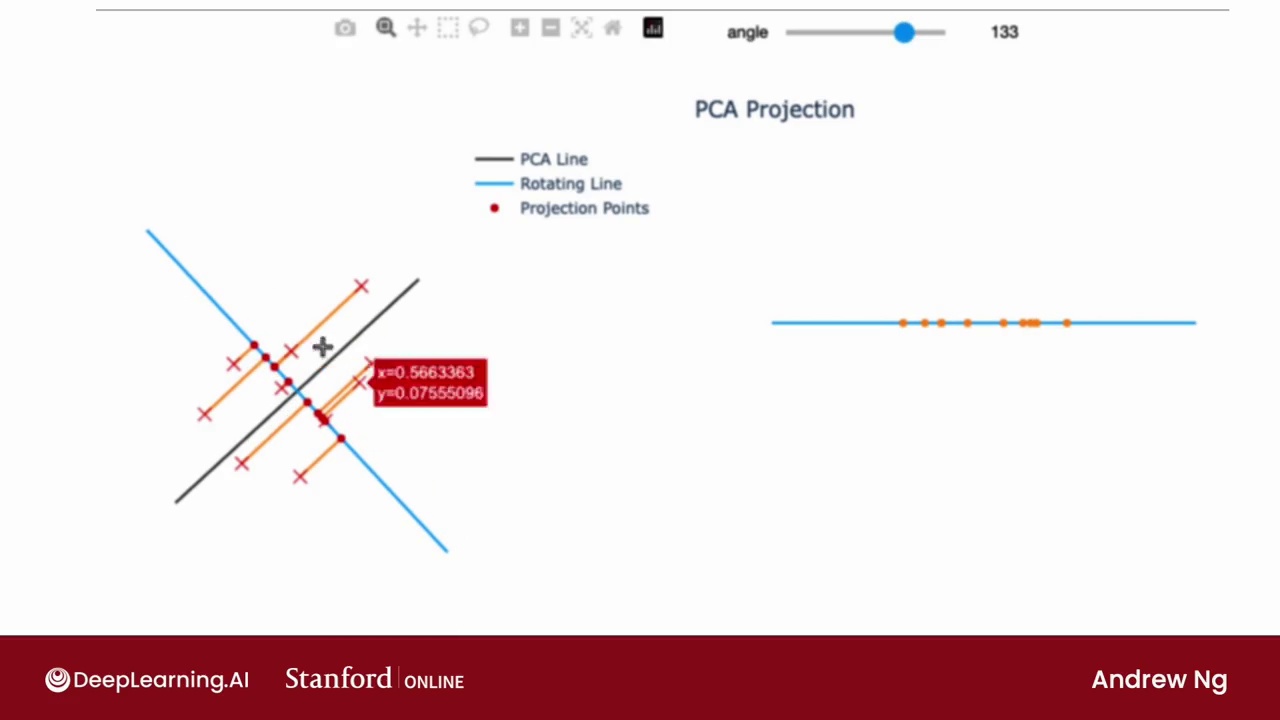 angle 133
PCA Projection
PCA Line
Rotating Line
Projection Points
x=0.5663363
y=0.07555096
DeepLearning.AI Stanford ONLINE Andrew Ng